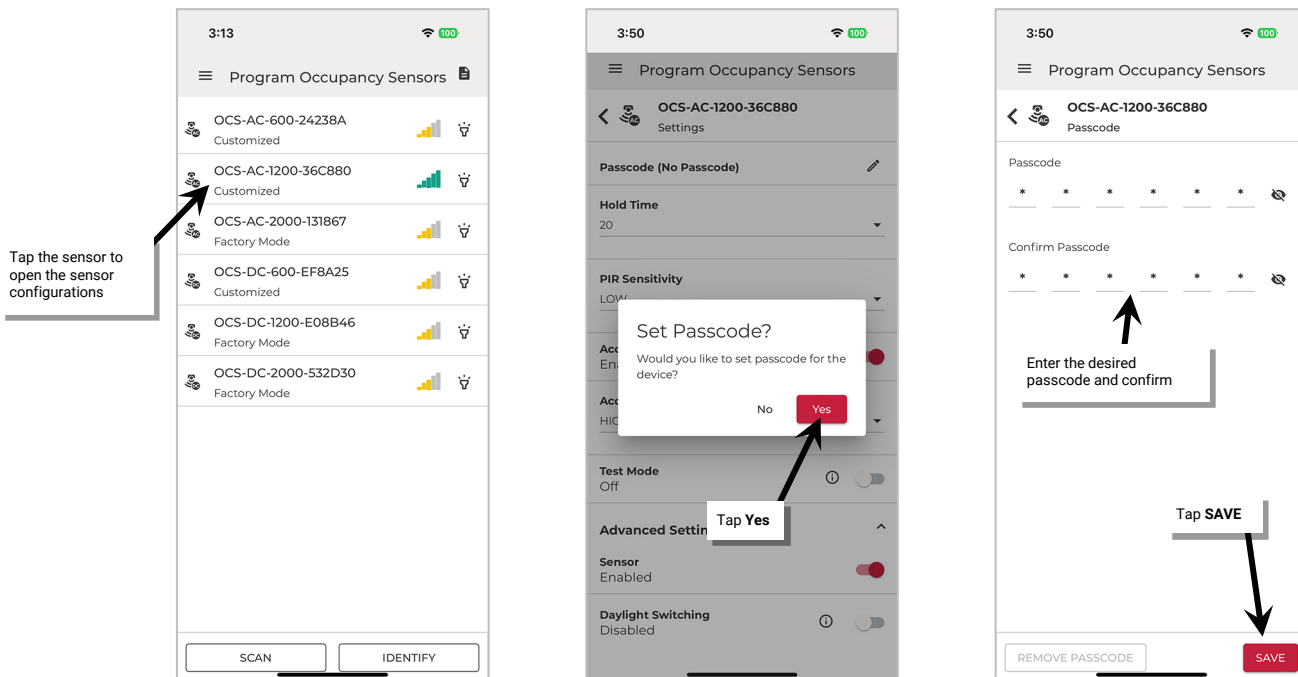 Tap the sensor to
open the sensor
configurations
3:13
100
Program Occupancy Sensors
OCS-AC-600-24238A
Customized
OCS-AC-1200-36C880
Customized
OCS-AC-2000-131867
Factory Mode
OCS-DC-600-EF8A25
Customized
OCS-DC-1200-E08B46
Factory Mode
OCS-DC-2000-532D30
Factory Mode
SCAN
IDENTIFY
3:50
100
Program Occupancy Sensors
OCS-AC-1200-36C880
Settings
Passcode (No Passcode)
Hold Time
20
PIR Sensitivity
LOW
Set Passcode?
Would you like to set passcode for the
device?
No
Yes
Acc
Ena
Acc
HIG
Test Mode
Off
Tap Yes
Advanced Settin
Sensor
Enabled
Daylight Switching
Disabled
3:50
100
Program Occupancy Sensors
AC
OCS-AC-1200-36C880
Passcode
Passcode
* * * * * *
Confirm Passcode
* * * * * *
Enter the desired
passcode and confirm
Tap SAVE
REMOVE PASSCODE
SAVE